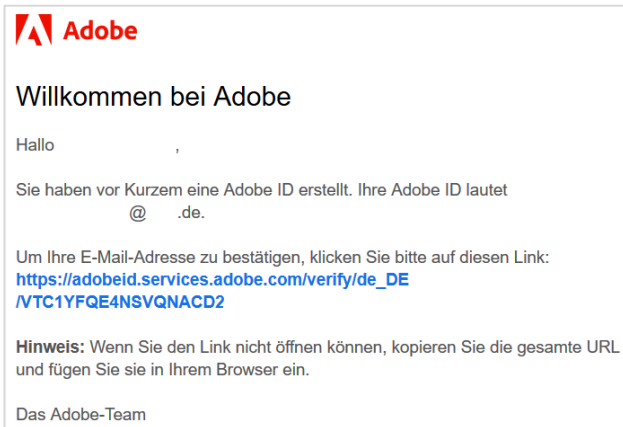 Adobe
Willkommen bei Adobe
Hallo ,
Sie haben vor Kurzem eine Adobe ID erstellt. Ihre Adobe ID lautet
@ .de.
Um Ihre E-Mail-Adresse zu bestätigen, klicken Sie bitte auf diesen Link:
https://adobeid.services.adobe.com/verify/de_DE
/VTC1YFQE4NSVQNACD2
Hinweis: Wenn Sie den Link nicht öffnen können, kopieren Sie die gesamte URL
und fügen Sie sie in Ihrem Browser ein.
Das Adobe-Team